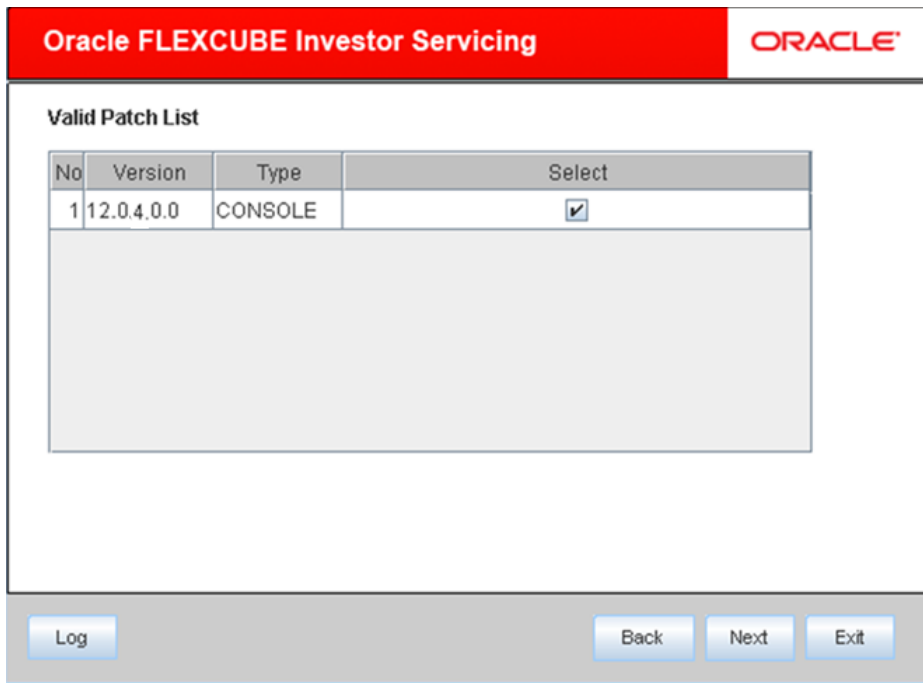 Oracle FLEXCUBE Investor Servicing ORACLE
Valid Patch List
No Version Type Select
1 12.0.4.0.0 CONSOLE
Log Back Next Exit